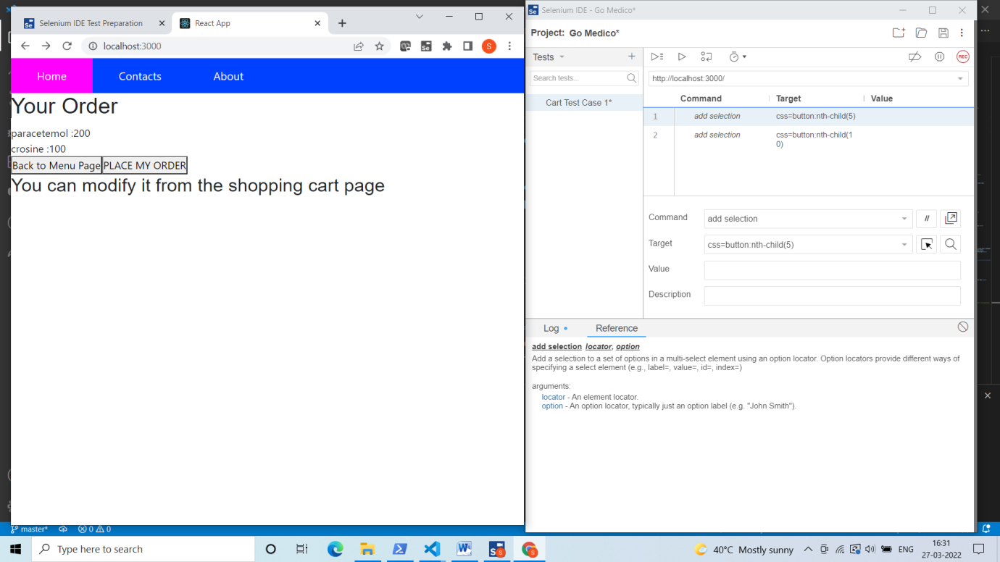 Selenium IDE Test Preparation
React App
localhost:3000
S
Home Contacts About
Your Order
paracetemol :200
crosine :100
Back to Menu Page PLACE MY ORDER
You can modify it from the shopping cart page
Se Selenium IDE - Go Medico*
Project: Go Medico*
Tests
Search tests...
Cart Test Case 1*
REC
http://localhost:3000/
Command Target Value
1 add selection css=button:nth-child(5)
2 add selection css=button:nth-child(1
0)
Command add selection //
Target css=button:nth-child(5)
Value
Description
Log Reference
add selection locator, option
Add a selection to a set of options in a multi-select element using an option locator. Option locators provide different ways of
specifying a select element (e.g., label=, value=, id=, index=)
arguments:
locator - An element locator.
option - An option locator, typically just an option label (e.g. "John Smith").
master* 0 0
Type here to search
40°C Mostly sunny ENG
16:31
27-03-2022